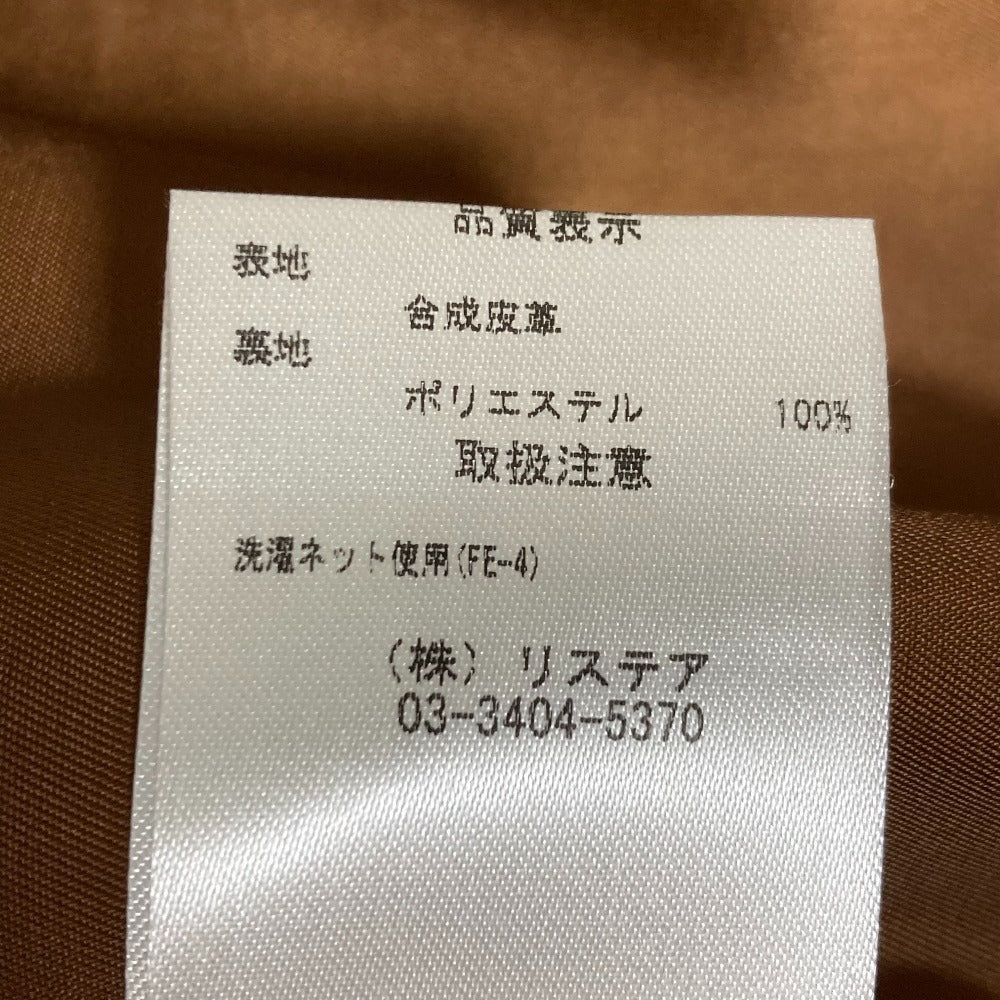 品質表示
表地
合成皮革
裏地
ポリエステル 100%
取扱注意
洗濯ネット使用(FE-4)
(株) リステア
03-3404-5370